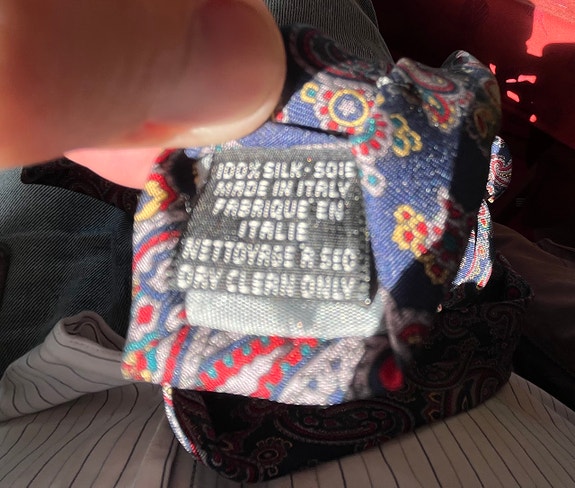 100% SILK - SOIE
MADE IN ITALY
FABRIQUE EN
ITALIE
NETTOYAGE A SEC
DRY CLEAN ONLY